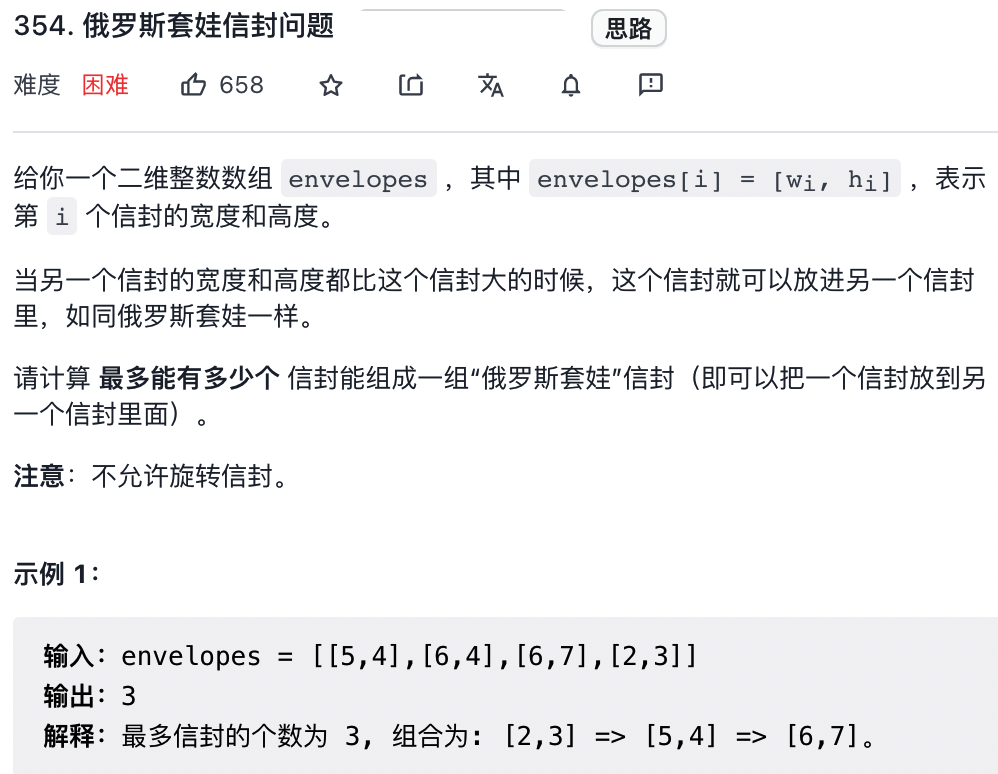 354. 俄罗斯套娃信封问题 思路
难度 困难 658
给你一个二维整数数组 envelopes ，其中 envelopes[i] = [wi, hi] ，表示
第 i 个信封的宽度和高度。
当另一个信封的宽度和高度都比这个信封大的时候，这个信封就可以放进另一个信封
里，如同俄罗斯套娃一样。
请计算 最多能有多少个 信封能组成一组“俄罗斯套娃”信封（即可以把一个信封放到另
一个信封里面）。
注意：不允许旋转信封。
示例 1：
输入：envelopes = [[5,4],[6,4],[6,7],[2,3]]
输出：3
解释：最多信封的个数为 3, 组合为: [2,3] => [5,4] => [6,7]。